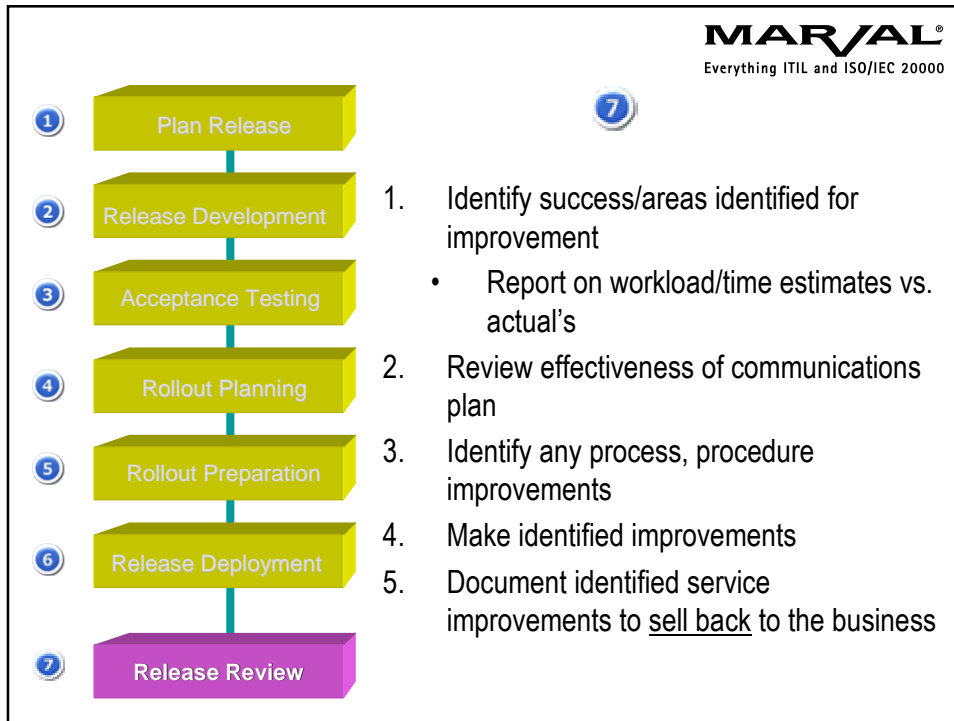 MARVAL®
Everything ITIL and ISO/IEC 20000
7
1 Plan Release
2 Release Development
3 Acceptance Testing
4 Rollout Planning
5 Rollout Preparation
6 Release Deployment
7 Release Review
1. Identify success/areas identified for
improvement
• Report on workload/time estimates vs.
actual's
2. Review effectiveness of communications
plan
3. Identify any process, procedure
improvements
4. Make identified improvements
5. Document identified service
improvements to sell back to the business